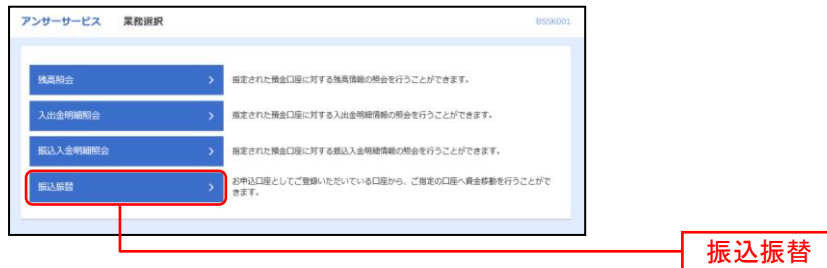 アンサーサービス 業務選択 BSSK001
残高照会 指定された預金口座に対する残高情報の照会を行うことができます。
入出金明細照会 指定された預金口座に対する入出金明細情報の照会を行うことができます。
振込入金明細照会 指定された預金口座に対する振込入金明細情報の照会を行うことができます。
振込振替 お申込口座としてご登録いただいている口座から、ご指定の口座へ資金移動を行うことがで
きます。
振込振替